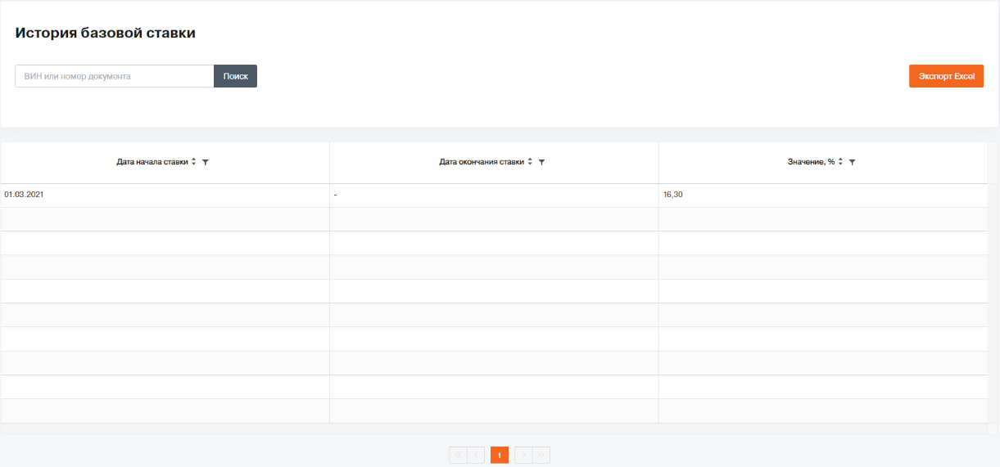 История базовой ставки
ВИН или номер документа Поиск Экспорт Excel
Дата начала ставки Дата окончания ставки Значение, %
01.03.2021 - 16,30
« ‹ 1 › »